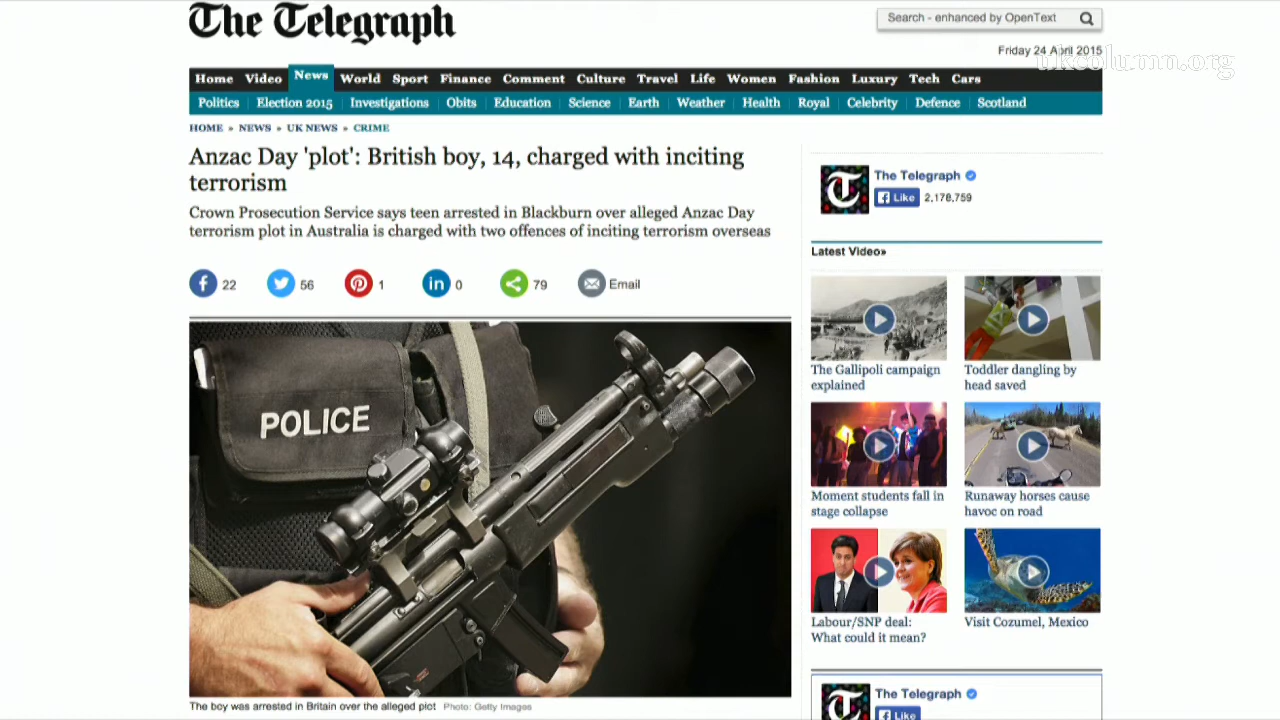 The Telegraph
Search - enhanced by OpenText
Friday 24 April 2015
ukcolumn.org
Home Video News World Sport Finance Comment Culture Travel Life Women Fashion Luxury Tech Cars
Politics Election 2015 Investigations Obits Education Science Earth Weather Health Royal Celebrity Defence Scotland
HOME » NEWS » UK NEWS » CRIME
Anzac Day 'plot': British boy, 14, charged with inciting
terrorism
Crown Prosecution Service says teen arrested in Blackburn over alleged Anzac Day
terrorism plot in Australia is charged with two offences of inciting terrorism overseas
22 56 1 in 0 79 Email
POLICE
The boy was arrested in Britain over the alleged plot Photo: Getty Images
The Telegraph
Like 2,178,759
Latest Video»
The Gallipoli campaign
explained
Toddler dangling by
head saved
Moment students fall in
stage collapse
Runaway horses cause
havoc on road
Labour/SNP deal:
What could it mean?
Visit Cozumel, Mexico
The Telegraph
Like